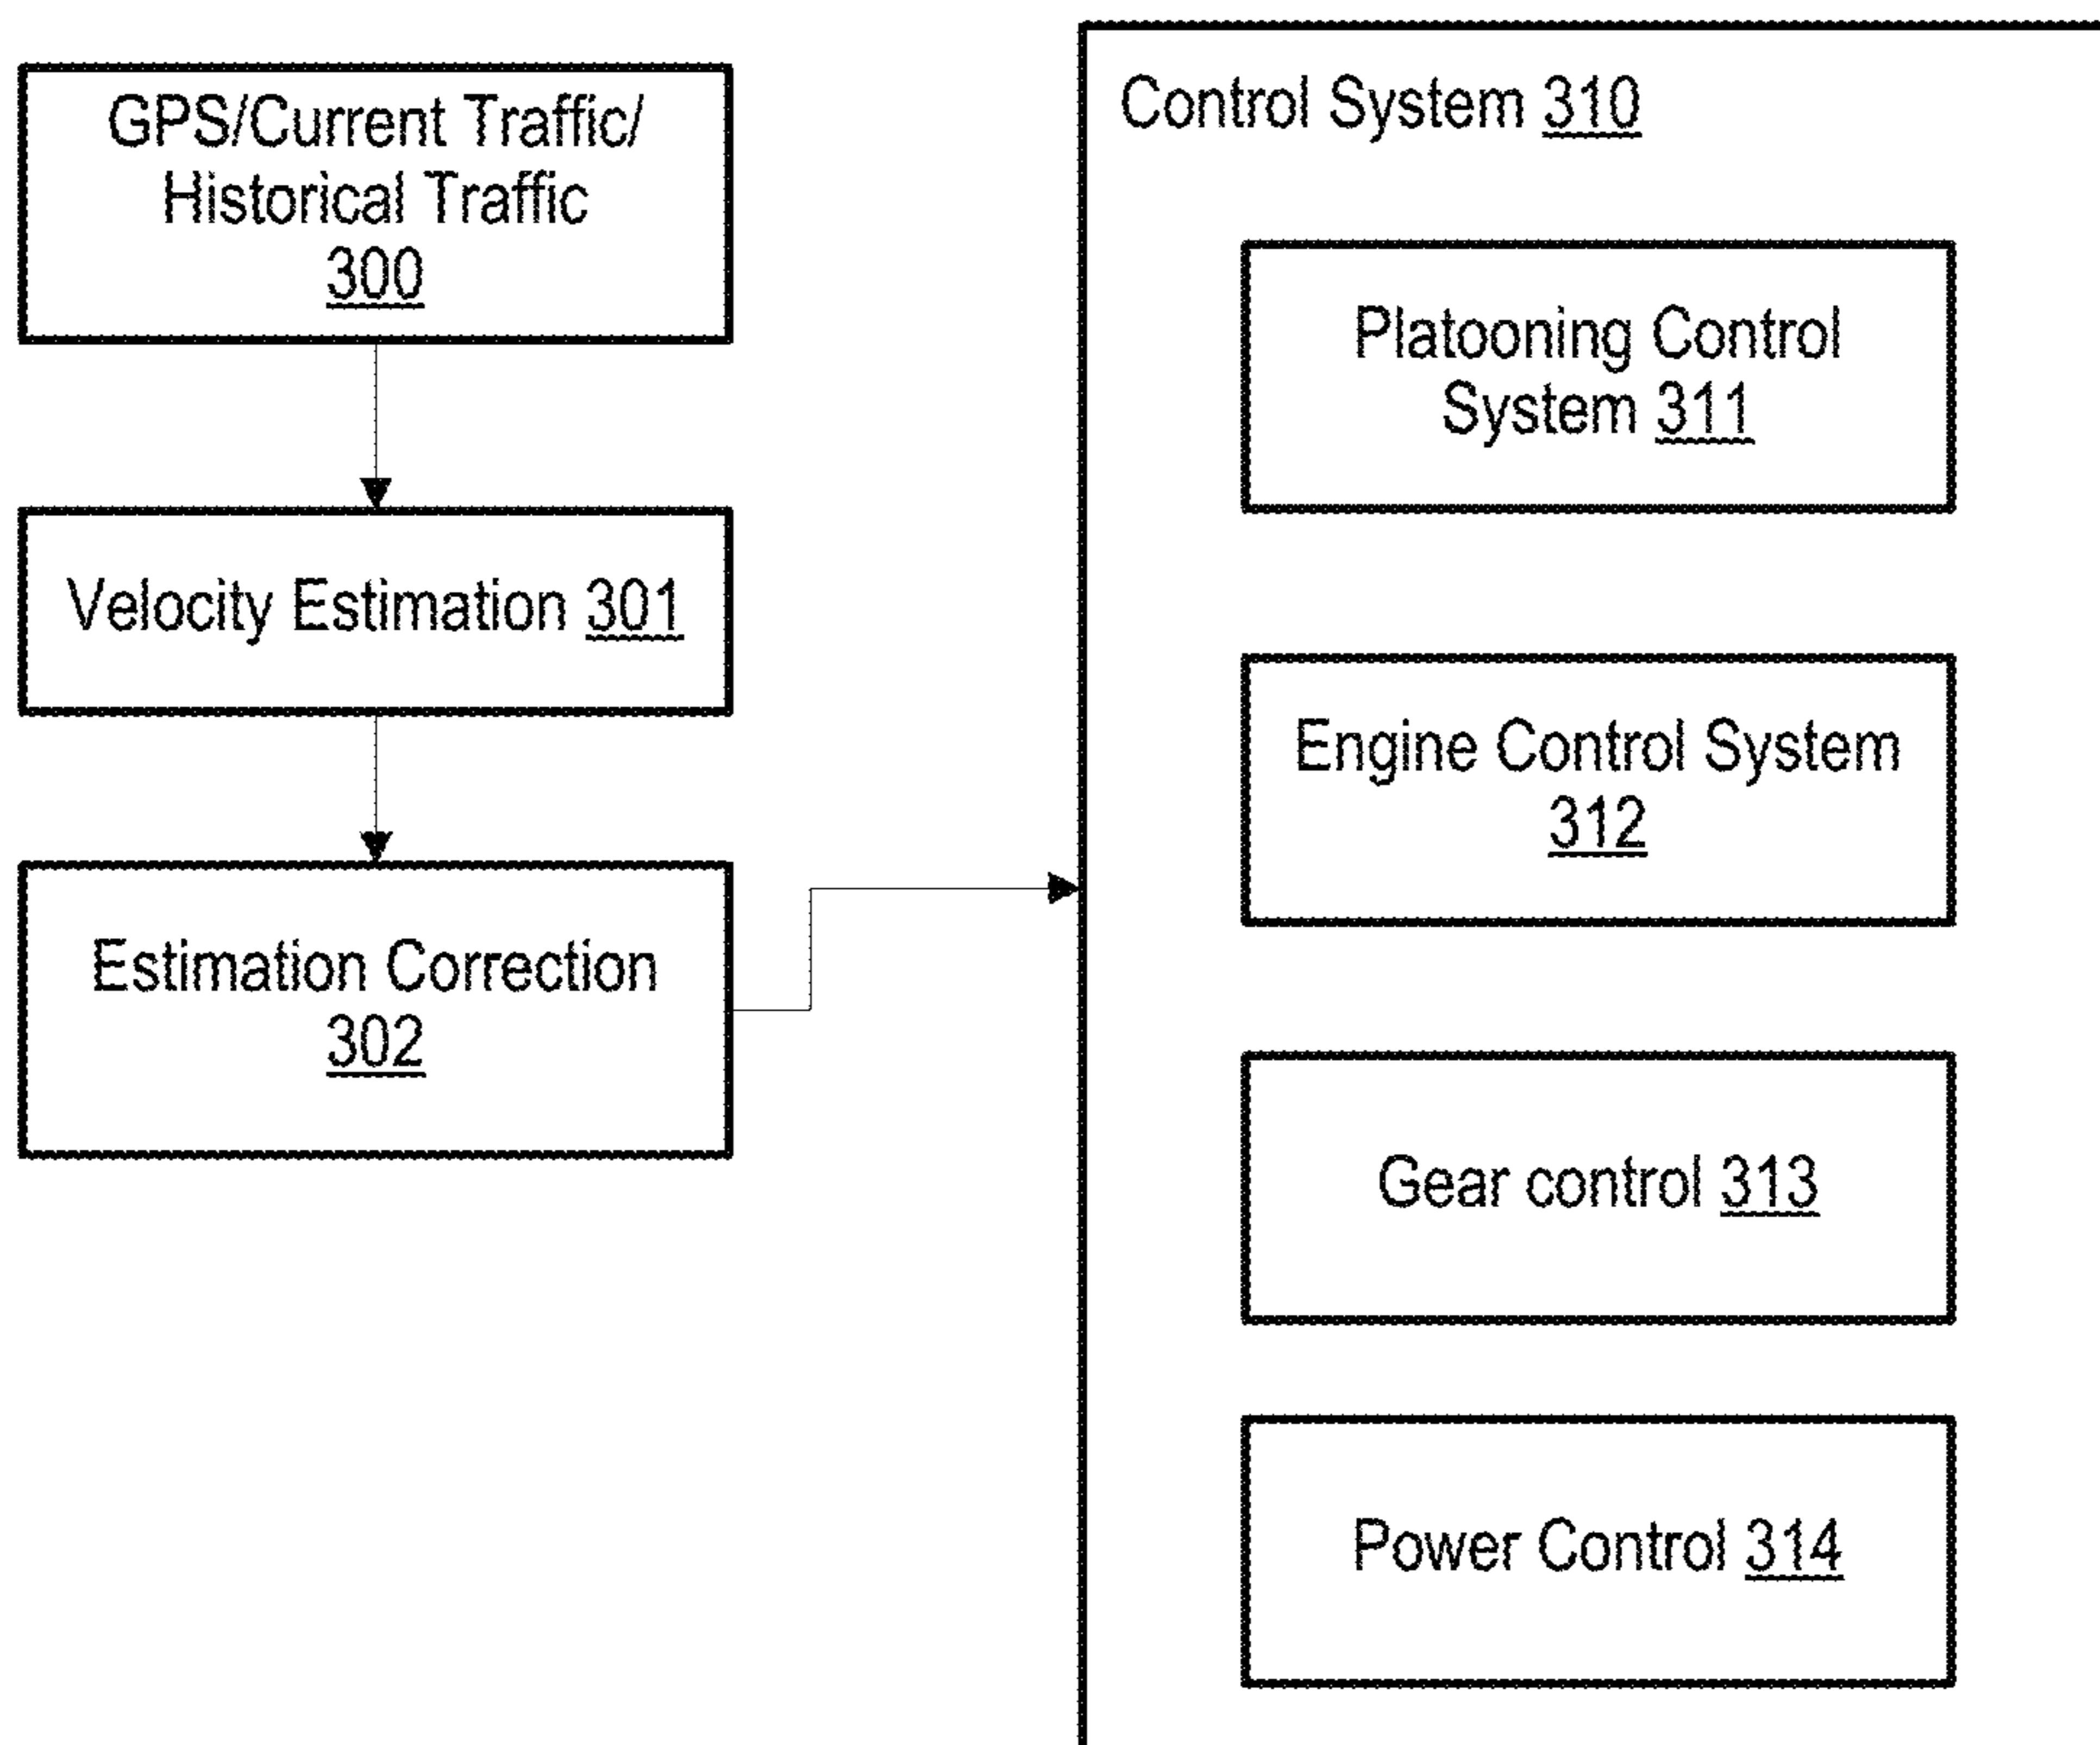 GPS/Current Traffic/
Historical Traffic
300
Velocity Estimation 301
Estimation Correction
302
Control System 310
Platooning Control
System 311
Engine Control System
312
Gear control 313
Power Control 314